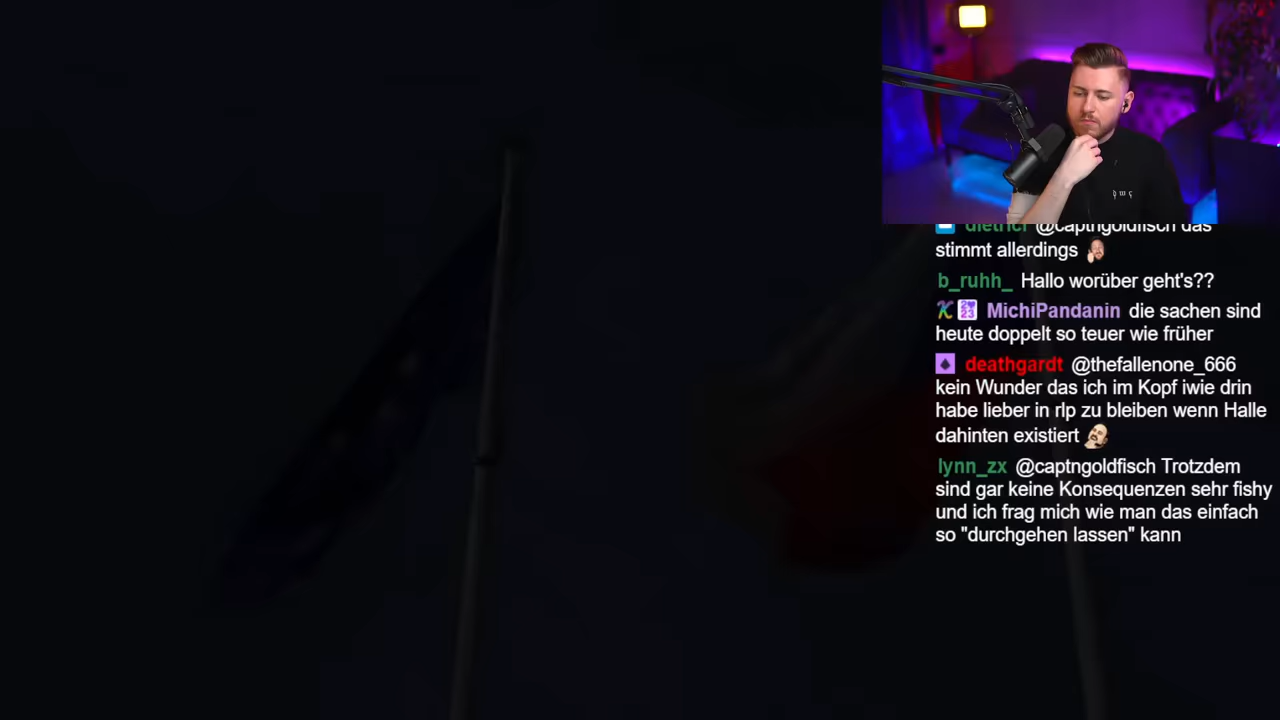 dietrici @captngoldfisch das
stimmt allerdings
b_ruhh_ Hallo worüber geht's??
MichiPandanin die sachen sind
heute doppelt so teuer wie früher
deathgardt @thefallenone_666
kein Wunder das ich im Kopf iwie drin
habe lieber in rlp zu bleiben wenn Halle
dahinten existiert
lynn_zx @captngoldfisch Trotzdem
sind gar keine Konsequenzen sehr fishy
und ich frag mich wie man das einfach
so "durchgehen lassen" kann